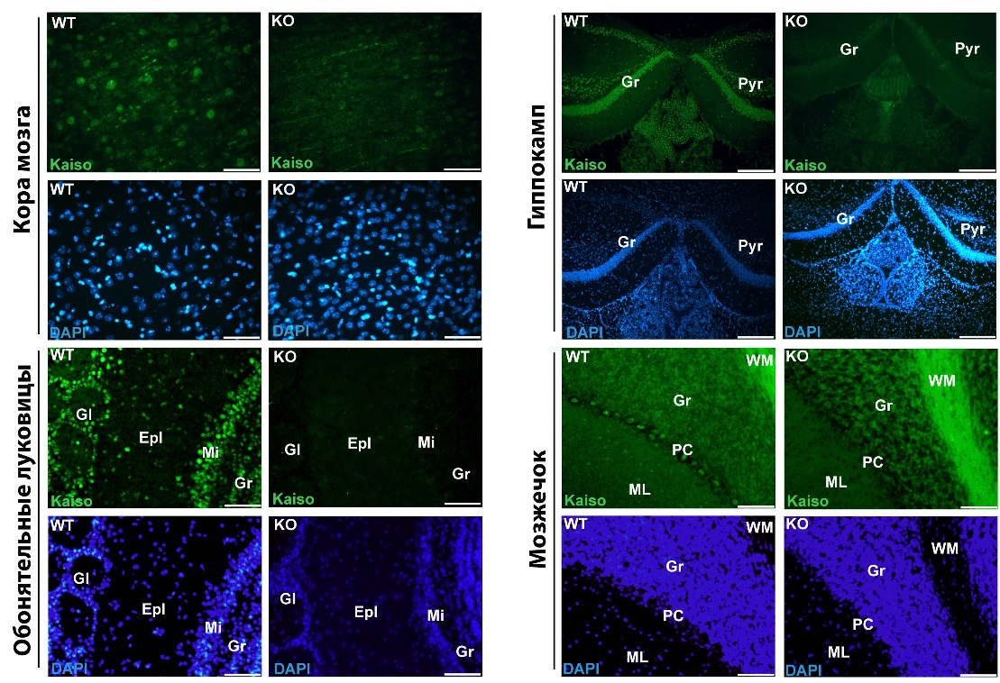 Кора мозга
WT
Kaiso
KO
WT
DAPI
KO
DAPI
Обонятельные луковицы
WT
Gl
Epl
Mi
Gr
Kaiso
KO
Gl
Epl
Mi
Gr
Kaiso
WT
Gl
Epl
Mi
Gr
DAPI
KO
Gl
Epl
Mi
Gr
DAPI
Гиппокамп
WT
Gr
Pyr
Kaiso
KO
Gr
Pyr
Kaiso
WT
Gr
Pyr
DAPI
KO
Gr
Pyr
DAPI
Мозжечок
WT
WM
Gr
PC
ML
Kaiso
KO
WM
Gr
PC
ML
Kaiso
WT
WM
Gr
PC
ML
DAPI
KO
WM
Gr
PC
ML
DAPI